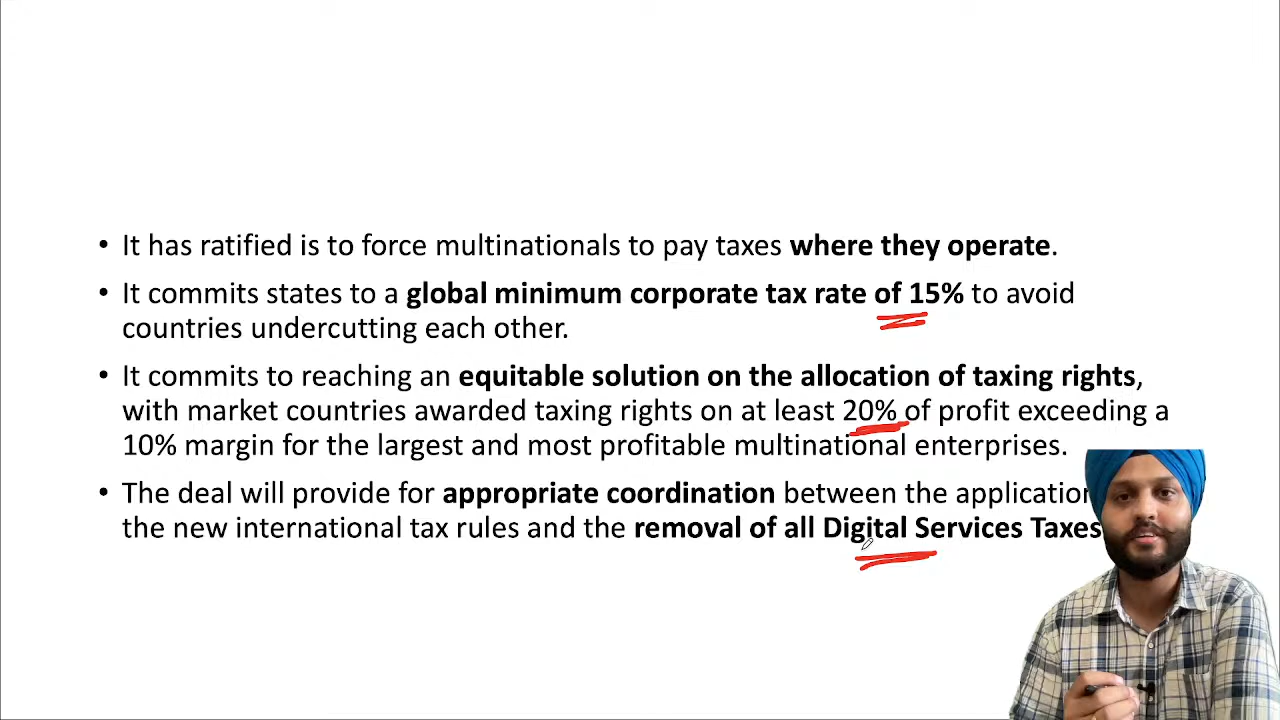 • It has ratified is to force multinationals to pay taxes where they operate.
• It commits states to a global minimum corporate tax rate of 15% to avoid
countries undercutting each other.
• It commits to reaching an equitable solution on the allocation of taxing rights,
with market countries awarded taxing rights on at least 20% of profit exceeding a
10% margin for the largest and most profitable multinational enterprises.
• The deal will provide for appropriate coordination between the application
the new international tax rules and the removal of all Digital Services Taxes